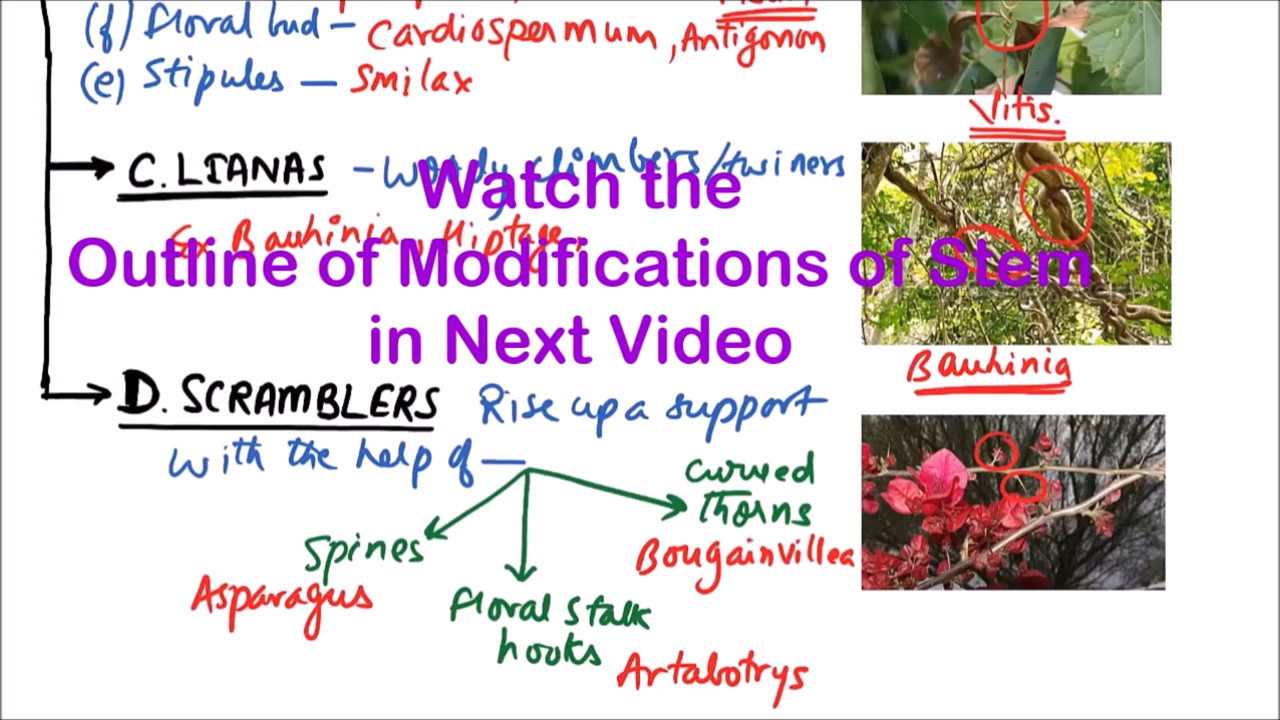 (f) Floral bud – Cardiospermum, Antigonon
(e) Stipules – Smilax
Vitis.
C. LIANAS – Woody climbers/twiners
Ex Bauhinia, Hiptage,
Watch the
Outline of Modifications of Stem
in Next Video
Bauhinia
D. SCRAMBLERS Rise up a support
with the help of –
curved
Thorns
Bougainvillea
Spines
Asparagus
Floral stalk
hooks
Artabotrys